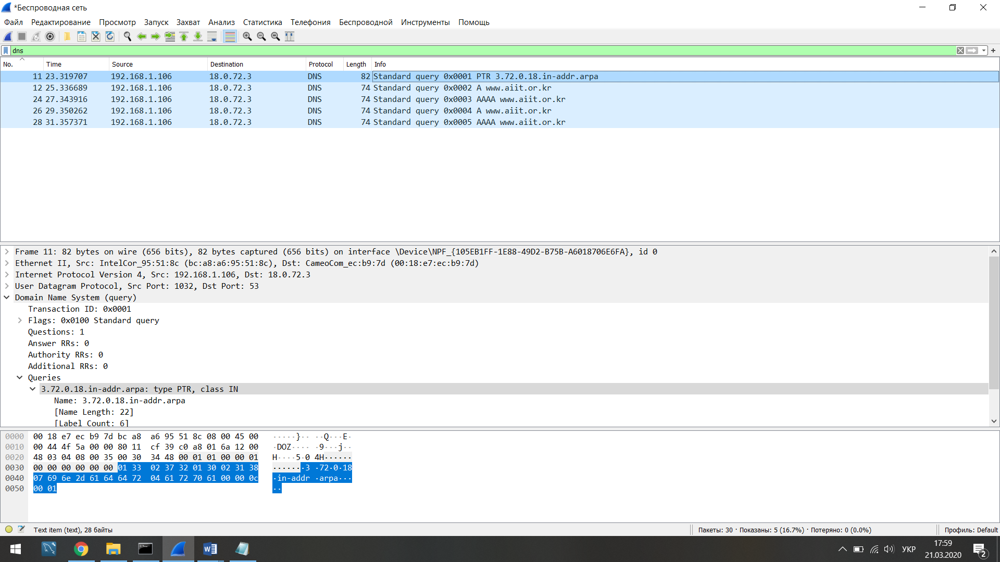 *Беспроводная сеть
Файл Редактирование Просмотр Запуск Захват Анализ Статистика Телефония Беспроводной Инструменты Помощь
dns
No. Time Source Destination Protocol Length Info
11 23.319707 192.168.1.106 18.0.72.3 DNS 82 Standard query 0x0001 PTR 3.72.0.18.in-addr.arpa
12 25.336689 192.168.1.106 18.0.72.3 DNS 74 Standard query 0x0002 A www.aiit.or.kr
24 27.343916 192.168.1.106 18.0.72.3 DNS 74 Standard query 0x0003 AAAA www.aiit.or.kr
26 29.350262 192.168.1.106 18.0.72.3 DNS 74 Standard query 0x0004 A www.aiit.or.kr
28 31.357371 192.168.1.106 18.0.72.3 DNS 74 Standard query 0x0005 AAAA www.aiit.or.kr
Frame 11: 82 bytes on wire (656 bits), 82 bytes captured (656 bits) on interface \Device\NPF_{105EB1FF-1E88-49D2-B75B-A6018706E6FA}, id 0
Ethernet II, Src: IntelCor_95:51:8c (bc:a8:a6:95:51:8c), Dst: CameoCom_ec:b9:7d (00:18:e7:ec:b9:7d)
Internet Protocol Version 4, Src: 192.168.1.106, Dst: 18.0.72.3
User Datagram Protocol, Src Port: 1032, Dst Port: 53
Domain Name System (query)
Transaction ID: 0x0001
Flags: 0x0100 Standard query
Questions: 1
Answer RRs: 0
Authority RRs: 0
Additional RRs: 0
Queries
3.72.0.18.in-addr.arpa: type PTR, class IN
Name: 3.72.0.18.in-addr.arpa
[Name Length: 22]
[Label Count: 6]
0000 00 18 e7 ec b9 7d bc a8 a6 95 51 8c 08 00 45 00 ·····}·· ··Q···E·
0010 00 44 4f 5a 00 00 80 11 cf 39 c0 a8 01 6a 12 00 ·DOZ···· ·9···j··
0020 48 03 04 08 00 35 00 30 34 48 00 01 01 00 00 01 H····5·0 4H······
0030 00 00 00 00 00 00 01 33 02 37 32 01 30 02 31 38 ·······3 ·72·0·18
0040 07 69 6e 2d 61 64 64 72 04 61 72 70 61 00 00 0c ·in-addr ·arpa···
0050 00 01 ··
Text item (text), 28 байты
Пакеты: 30 · Показаны: 5 (16.7%) · Потеряно: 0 (0.0%)
Профиль: Default
УКР
17:59
21.03.2020
2